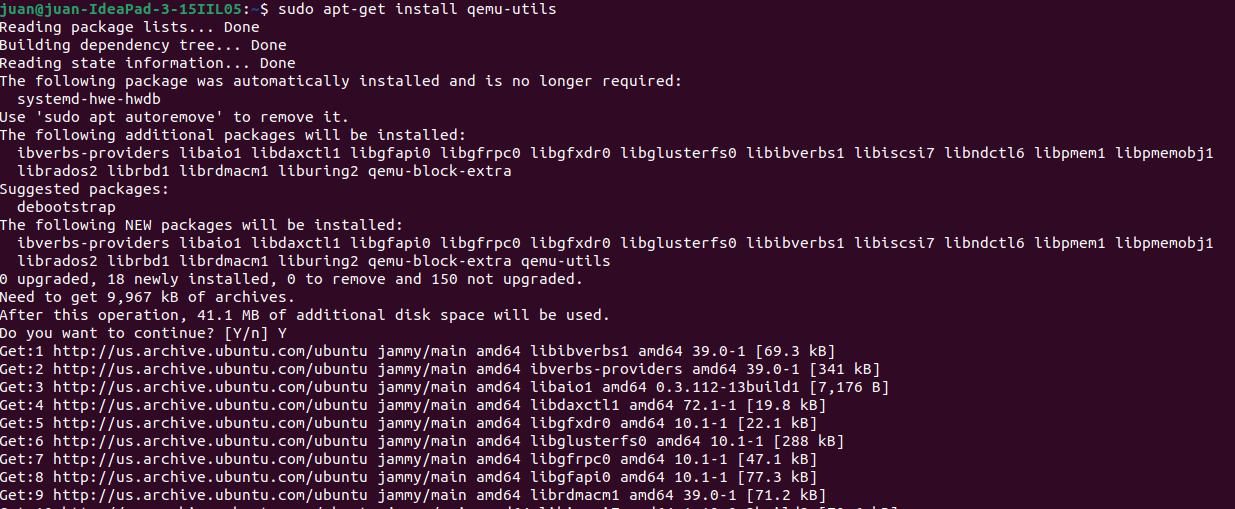 juan@juan-IdeaPad-3-15IIL05:~$ sudo apt-get install qemu-utils
Reading package lists... Done
Building dependency tree... Done
Reading state information... Done
The following package was automatically installed and is no longer required:
  systemd-hwe-hwdb
Use 'sudo apt autoremove' to remove it.
The following additional packages will be installed:
  ibverbs-providers libaio1 libdaxctl1 libgfapi0 libgfrpc0 libgfxdr0 libglusterfs0 libibverbs1 libiscsi7 libndctl6 libpmem1 libpmemobj1
  librados2 librbd1 librdmacm1 liburing2 qemu-block-extra
Suggested packages:
  debootstrap
The following NEW packages will be installed:
  ibverbs-providers libaio1 libdaxctl1 libgfapi0 libgfrpc0 libgfxdr0 libglusterfs0 libibverbs1 libiscsi7 libndctl6 libpmem1 libpmemobj1
  librados2 librbd1 librdmacm1 liburing2 qemu-block-extra qemu-utils
0 upgraded, 18 newly installed, 0 to remove and 150 not upgraded.
Need to get 9,967 kB of archives.
After this operation, 41.1 MB of additional disk space will be used.
Do you want to continue? [Y/n] Y
Get:1 http://us.archive.ubuntu.com/ubuntu jammy/main amd64 libibverbs1 amd64 39.0-1 [69.3 kB]
Get:2 http://us.archive.ubuntu.com/ubuntu jammy/main amd64 ibverbs-providers amd64 39.0-1 [341 kB]
Get:3 http://us.archive.ubuntu.com/ubuntu jammy/main amd64 libaio1 amd64 0.3.112-13build1 [7,176 B]
Get:4 http://us.archive.ubuntu.com/ubuntu jammy/main amd64 libdaxctl1 amd64 72.1-1 [19.8 kB]
Get:5 http://us.archive.ubuntu.com/ubuntu jammy/main amd64 libgfxdr0 amd64 10.1-1 [22.1 kB]
Get:6 http://us.archive.ubuntu.com/ubuntu jammy/main amd64 libglusterfs0 amd64 10.1-1 [288 kB]
Get:7 http://us.archive.ubuntu.com/ubuntu jammy/main amd64 libgfrpc0 amd64 10.1-1 [47.1 kB]
Get:8 http://us.archive.ubuntu.com/ubuntu jammy/main amd64 libgfapi0 amd64 10.1-1 [77.3 kB]
Get:9 http://us.archive.ubuntu.com/ubuntu jammy/main amd64 librdmacm1 amd64 39.0-1 [71.2 kB]